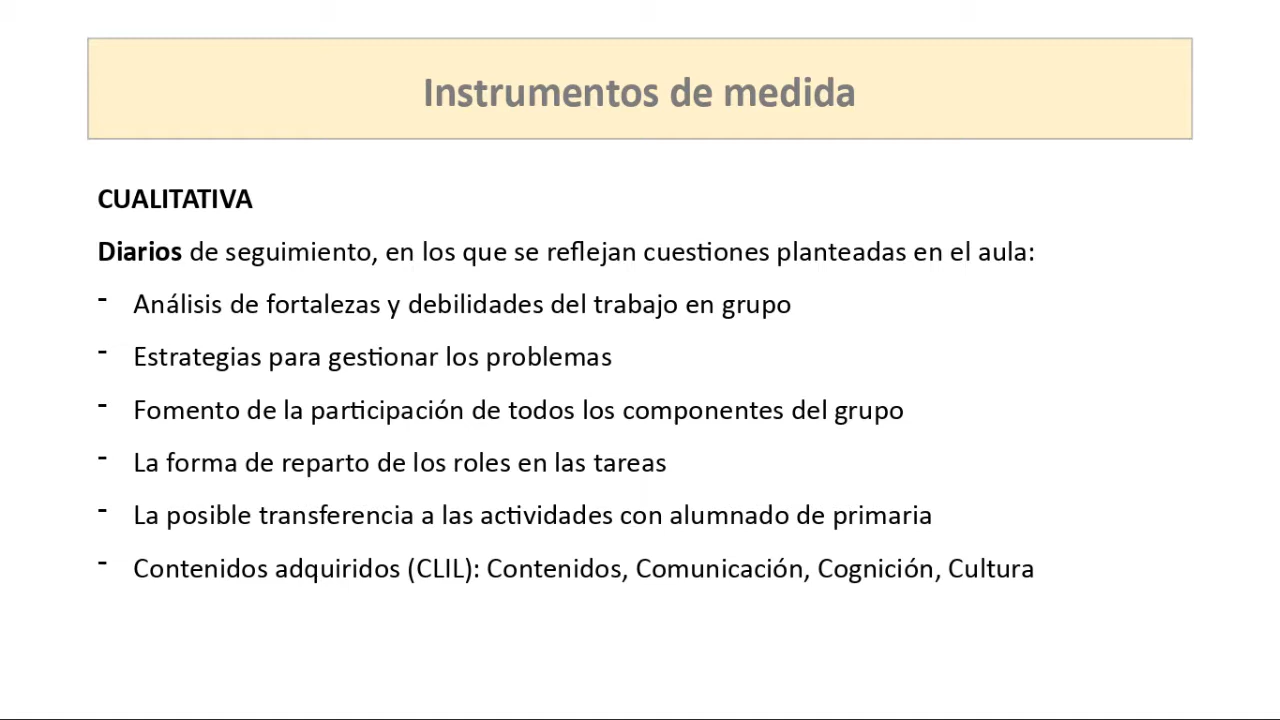 Instrumentos de medida
CUALITATIVA
Diarios de seguimiento, en los que se reflejan cuestiones planteadas en el aula:
- Análisis de fortalezas y debilidades del trabajo en grupo
- Estrategias para gestionar los problemas
- Fomento de la participación de todos los componentes del grupo
- La forma de reparto de los roles en las tareas
- La posible transferencia a las actividades con alumnado de primaria
- Contenidos adquiridos (CLIL): Contenidos, Comunicación, Cognición, Cultura